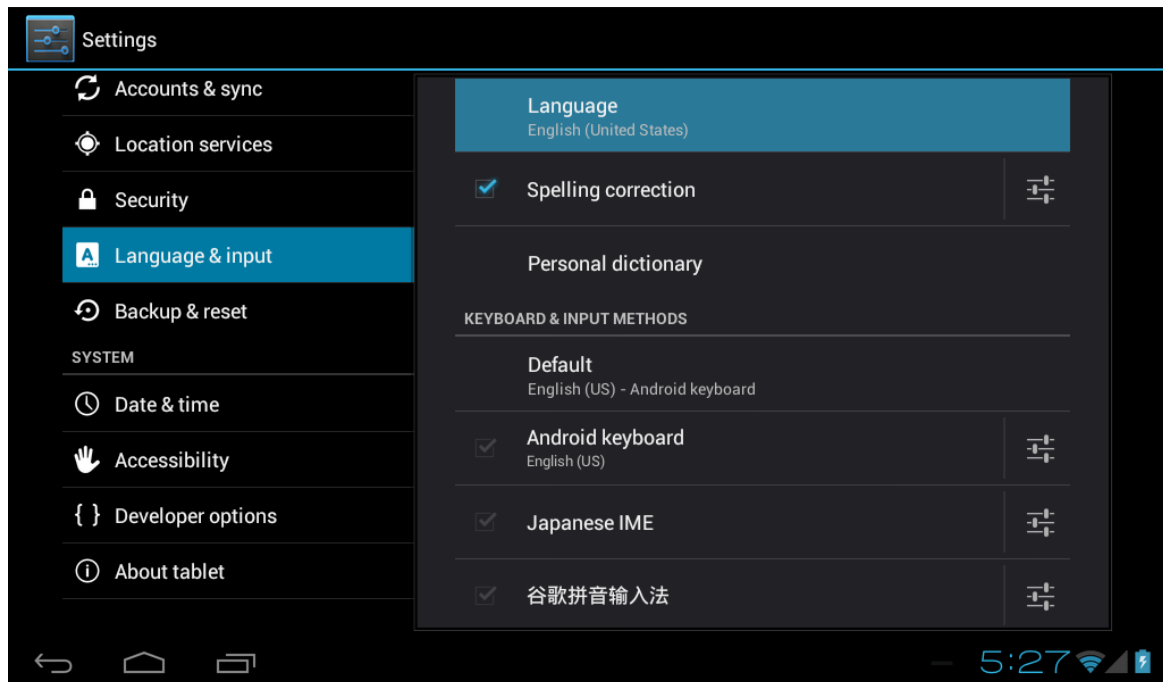 Settings
Accounts & sync
Location services
Security
Language & input
Backup & reset
SYSTEM
Date & time
Accessibility
{ } Developer options
About tablet
Language
English (United States)
Spelling correction
Personal dictionary
KEYBOARD & INPUT METHODS
Default
English (US) - Android keyboard
Android keyboard
English (US)
Japanese IME
谷歌拼音输入法
5:27